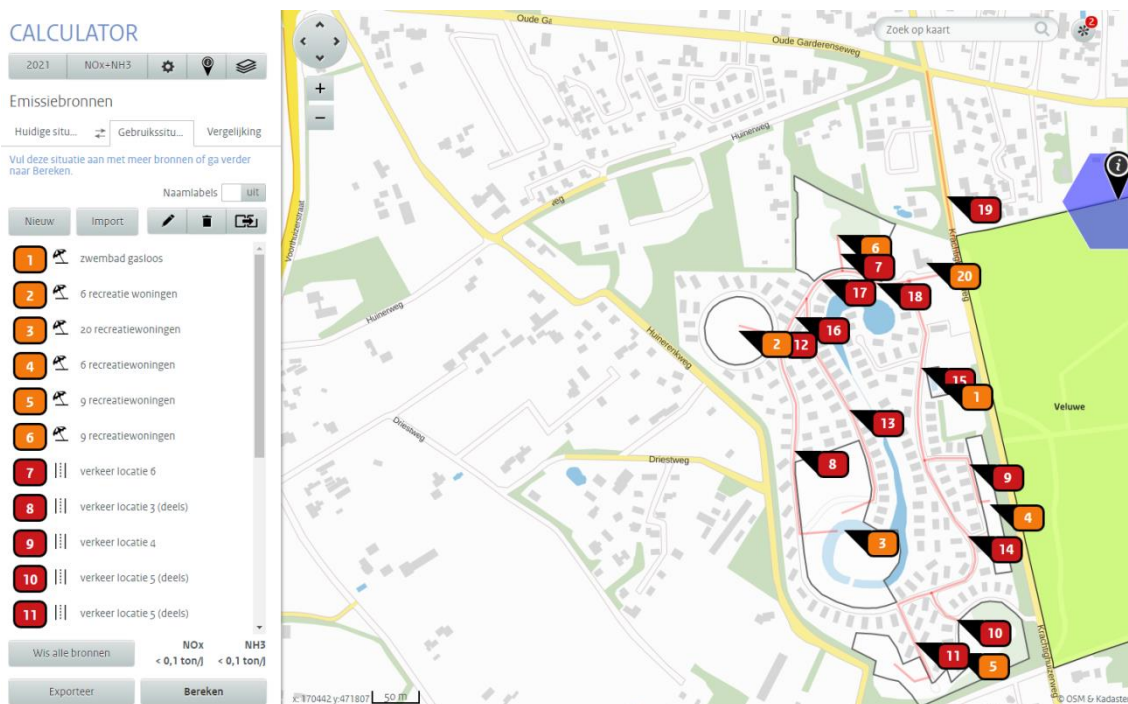 CALCULATOR
2021
NOx+NH3
Emissiebronnen
Huidige situ...
Gebruikssitu...
Vergelijking
Vul deze situatie aan met meer bronnen of ga verder
naar Bereken.
Naamlabels
uit
Nieuw
Import
1 zwembad gasloos
2 6 recreatie woningen
3 20 recreatiewoningen
4 6 recreatiewoningen
5 9 recreatiewoningen
6 9 recreatiewoningen
7 verkeer locatie 6
8 verkeer locatie 3 (deels)
9 verkeer locatie 4
10 verkeer locatie 5 (deels)
11 verkeer locatie 5 (deels)
Wis alle bronnen
NOx
NH3
< 0,1 ton/j
< 0,1 ton/j
Exporteer
Bereken
Zoek op kaart
2
Oude Ga
Oude Garderenseweg
Huinerweg
Voorthuizerstraat
weg
Huinerweg
Huinerenkweg
Driestweg
Driestweg
Veluwe
Krachtighuizerweg
i
19
6
7
20
17
18
16
2
12
15
1
13
8
9
4
3
14
10
11
5
x: 170442 y:471807
50 m
© OSM & Kadaster